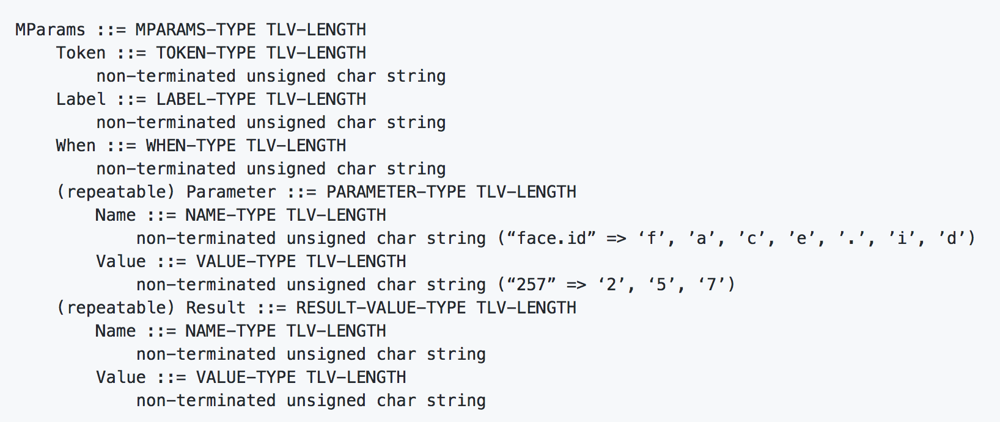 MParams ::= MPARAMS-TYPE TLV-LENGTH
    Token ::= TOKEN-TYPE TLV-LENGTH
        non-terminated unsigned char string
    Label ::= LABEL-TYPE TLV-LENGTH
        non-terminated unsigned char string
    When ::= WHEN-TYPE TLV-LENGTH
        non-terminated unsigned char string
    (repeatable) Parameter ::= PARAMETER-TYPE TLV-LENGTH
        Name ::= NAME-TYPE TLV-LENGTH
            non-terminated unsigned char string (“face.id” => ‘f’, ’a’, ’c’, ’e’, ’.’, ’i’, ’d’)
        Value ::= VALUE-TYPE TLV-LENGTH
            non-terminated unsigned char string (“257” => ‘2’, ‘5’, ‘7’)
    (repeatable) Result ::= RESULT-VALUE-TYPE TLV-LENGTH
        Name ::= NAME-TYPE TLV-LENGTH
            non-terminated unsigned char string
        Value ::= VALUE-TYPE TLV-LENGTH
            non-terminated unsigned char string